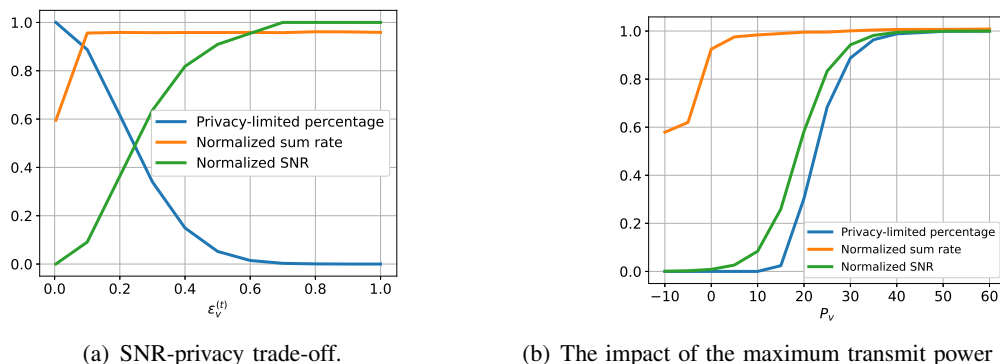 1.0
0.8
0.6
0.4
0.2
0.0
Privacy-limited percentage
Normalized sum rate
Normalized SNR
0.0 0.2 0.4 0.6 0.8 1.0
ε_v^(t)
(a) SNR-privacy trade-off.
1.0
0.8
0.6
0.4
0.2
0.0
Privacy-limited percentage
Normalized sum rate
Normalized SNR
−10 0 10 20 30 40 50 60
P_v
(b) The impact of the maximum transmit power